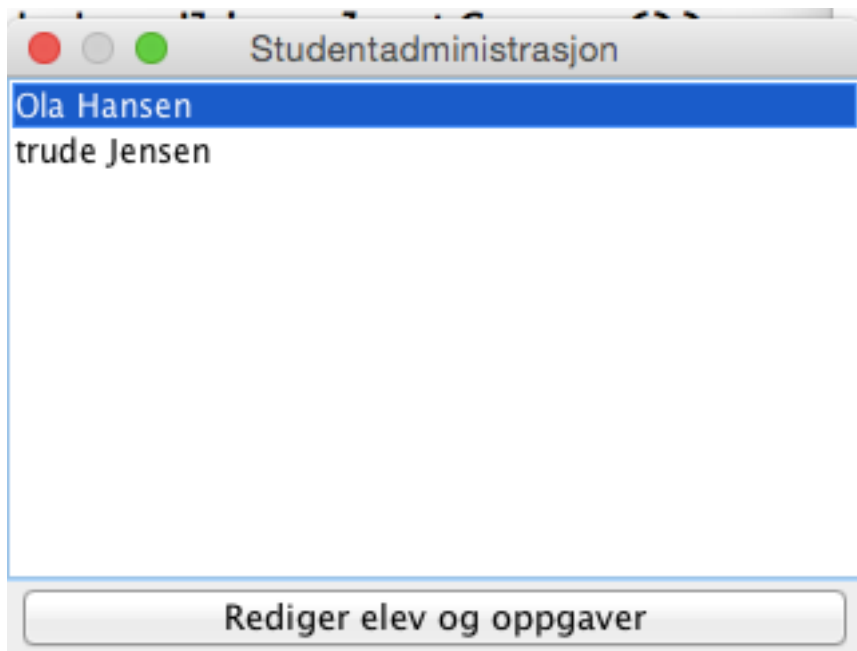 Studentadministrasjon
Ola Hansen
trude Jensen
Rediger elev og oppgaver